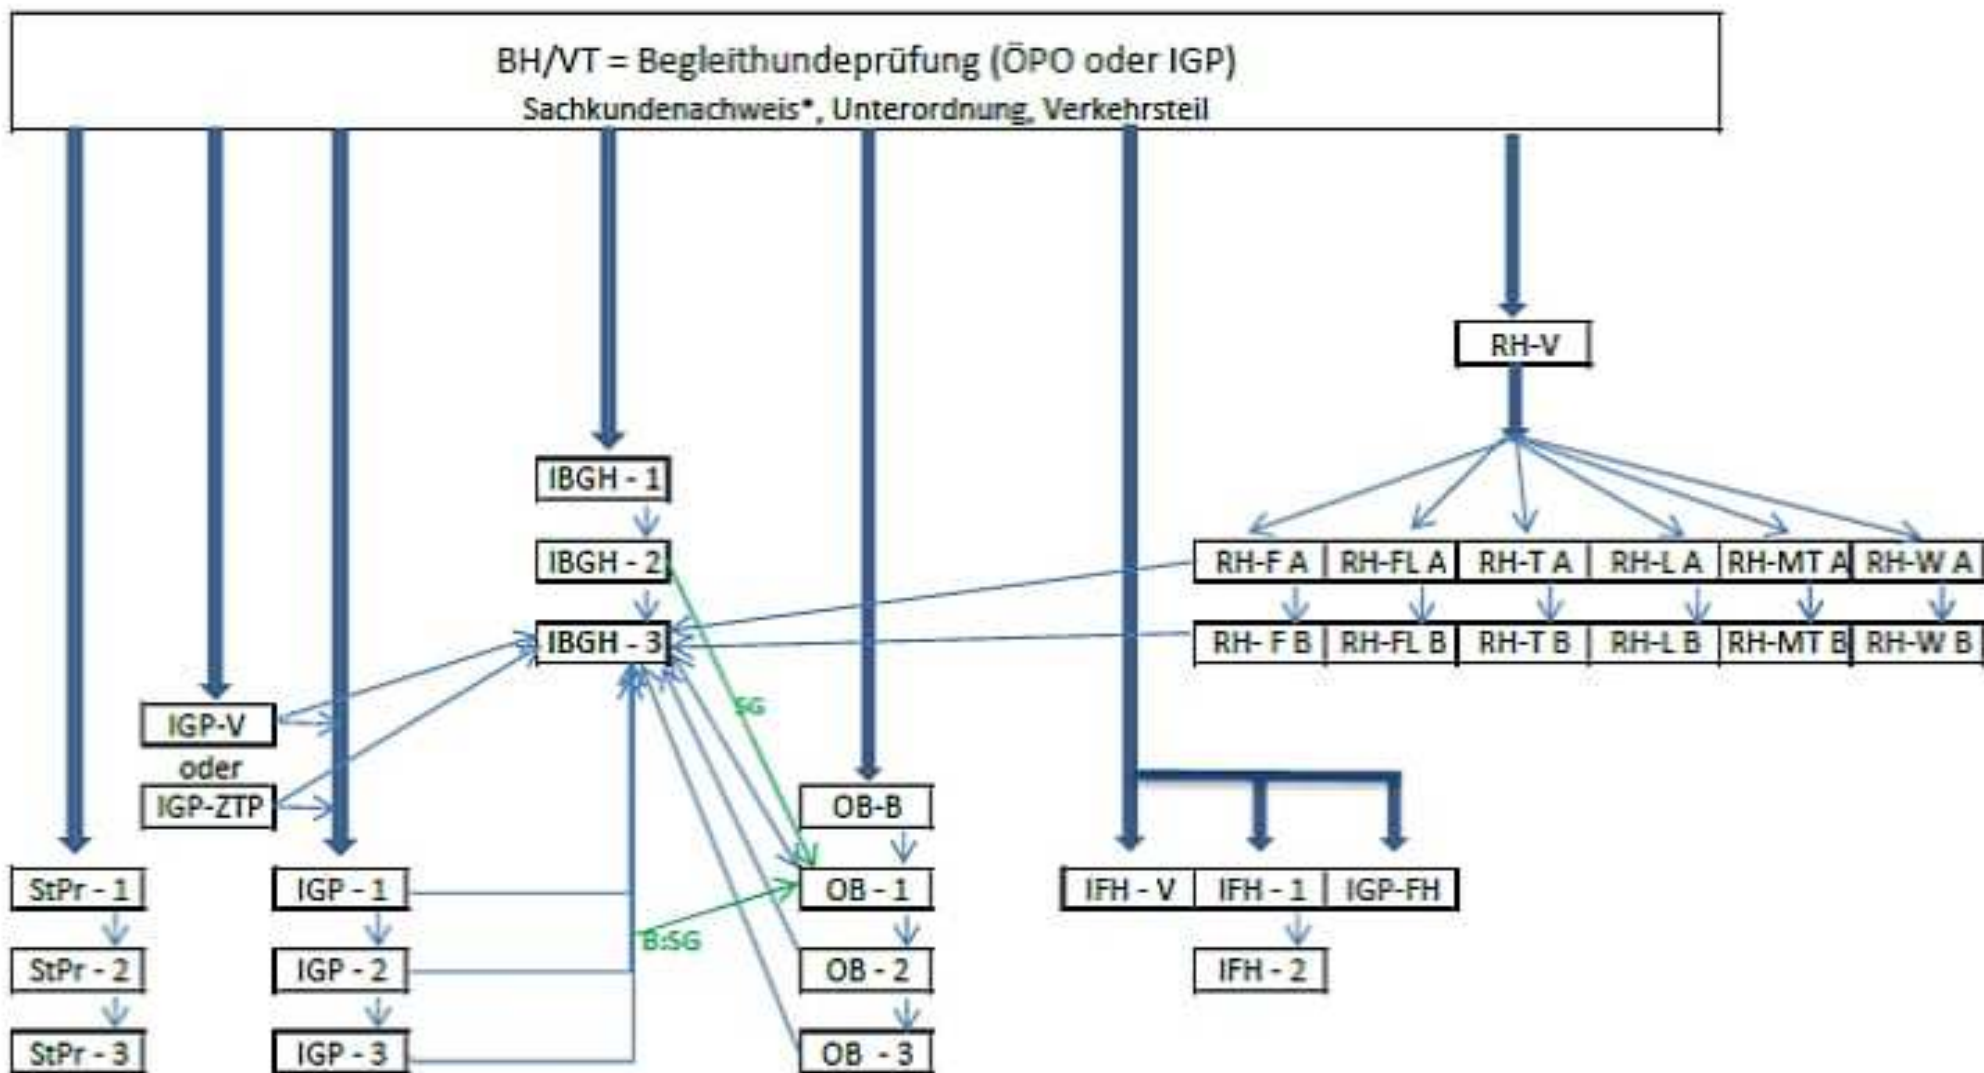 BH/VT = Begleithundeprüfung (ÖPO oder IGP)
Sachkundenachweis*, Unterordnung, Verkehrsteil
RH-V
IBGH - 1
IBGH - 2
RH-F A RH-FL A RH-T A RH-L A RH-MT A RH-W A
IBGH - 3
RH- F B RH-FL B RH-T B RH-L B RH-MT B RH-W B
SG
IGP-V
oder
IGP-ZTP
OB-B
StPr - 1 IGP - 1 OB - 1 IFH - V IFH - 1 IGP-FH
B:SG
StPr - 2 IGP - 2 OB - 2 IFH - 2
StPr - 3 IGP - 3 OB - 3